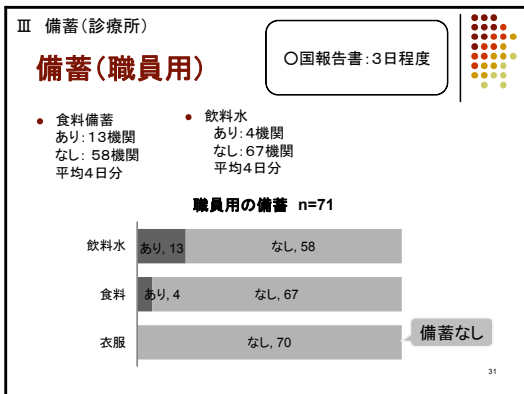 Ⅲ 備蓄(診療所)
備蓄(職員用)
○国報告書:3日程度
● 食料備蓄
あり:13機関
なし: 58機関
平均4日分
● 飲料水
あり:4機関
なし:67機関
平均4日分
職員用の備蓄 n=71
飲料水 あり, 13 なし, 58
食料 あり, 4 なし, 67
衣服 なし, 70
備蓄なし
31